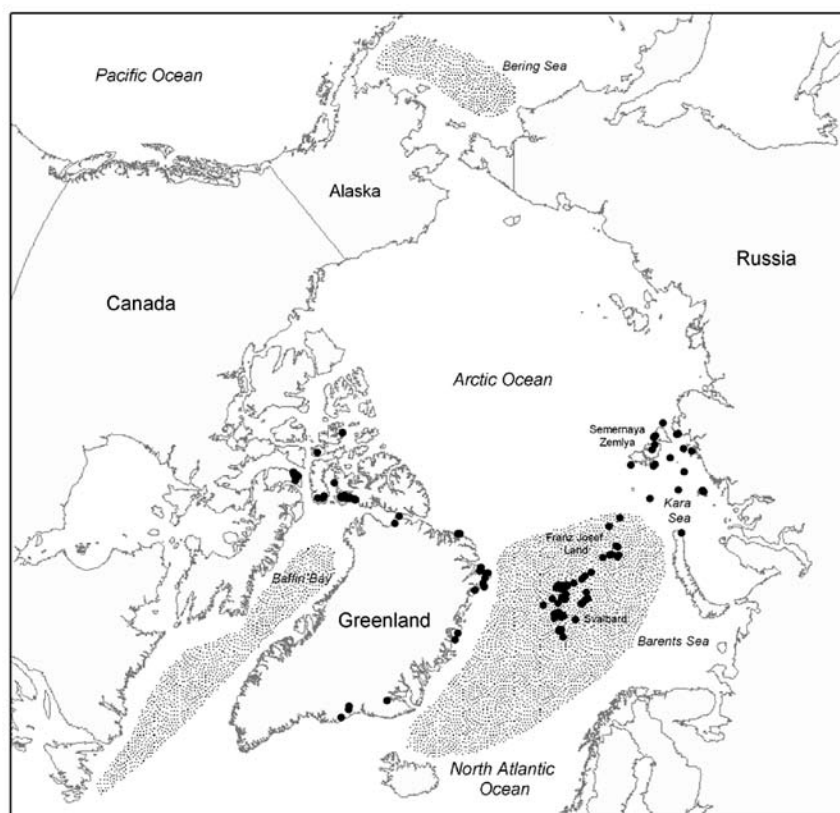 Pacific Ocean
Bering Sea
Alaska
Russia
Canada
Arctic Ocean
Semernaya
Zemlya
Kara
Sea
Franz Josef
Land
Baffin Bay
Greenland
Svalbard
Barents Sea
North Atlantic
Ocean